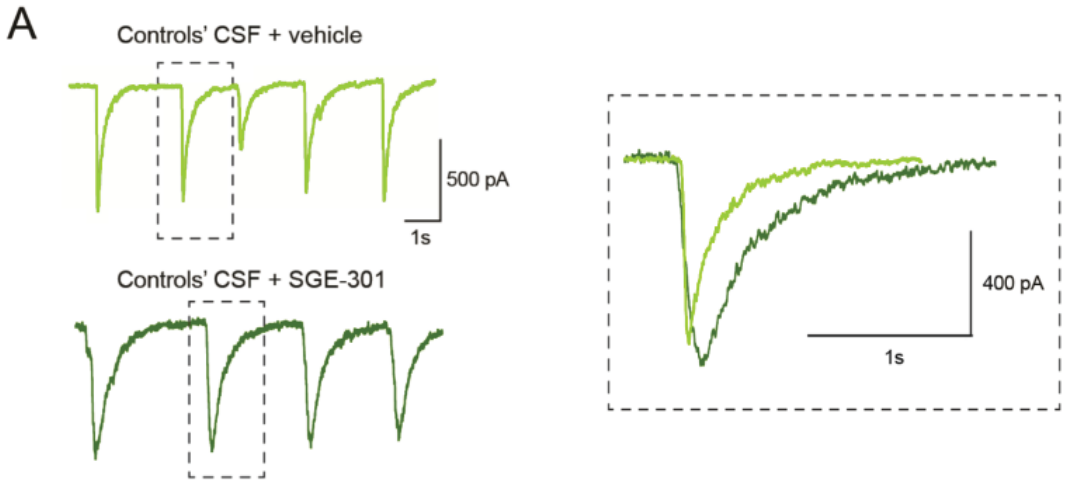 A
Controls' CSF + vehicle
500 pA
1s
Controls' CSF + SGE-301
400 pA
1s